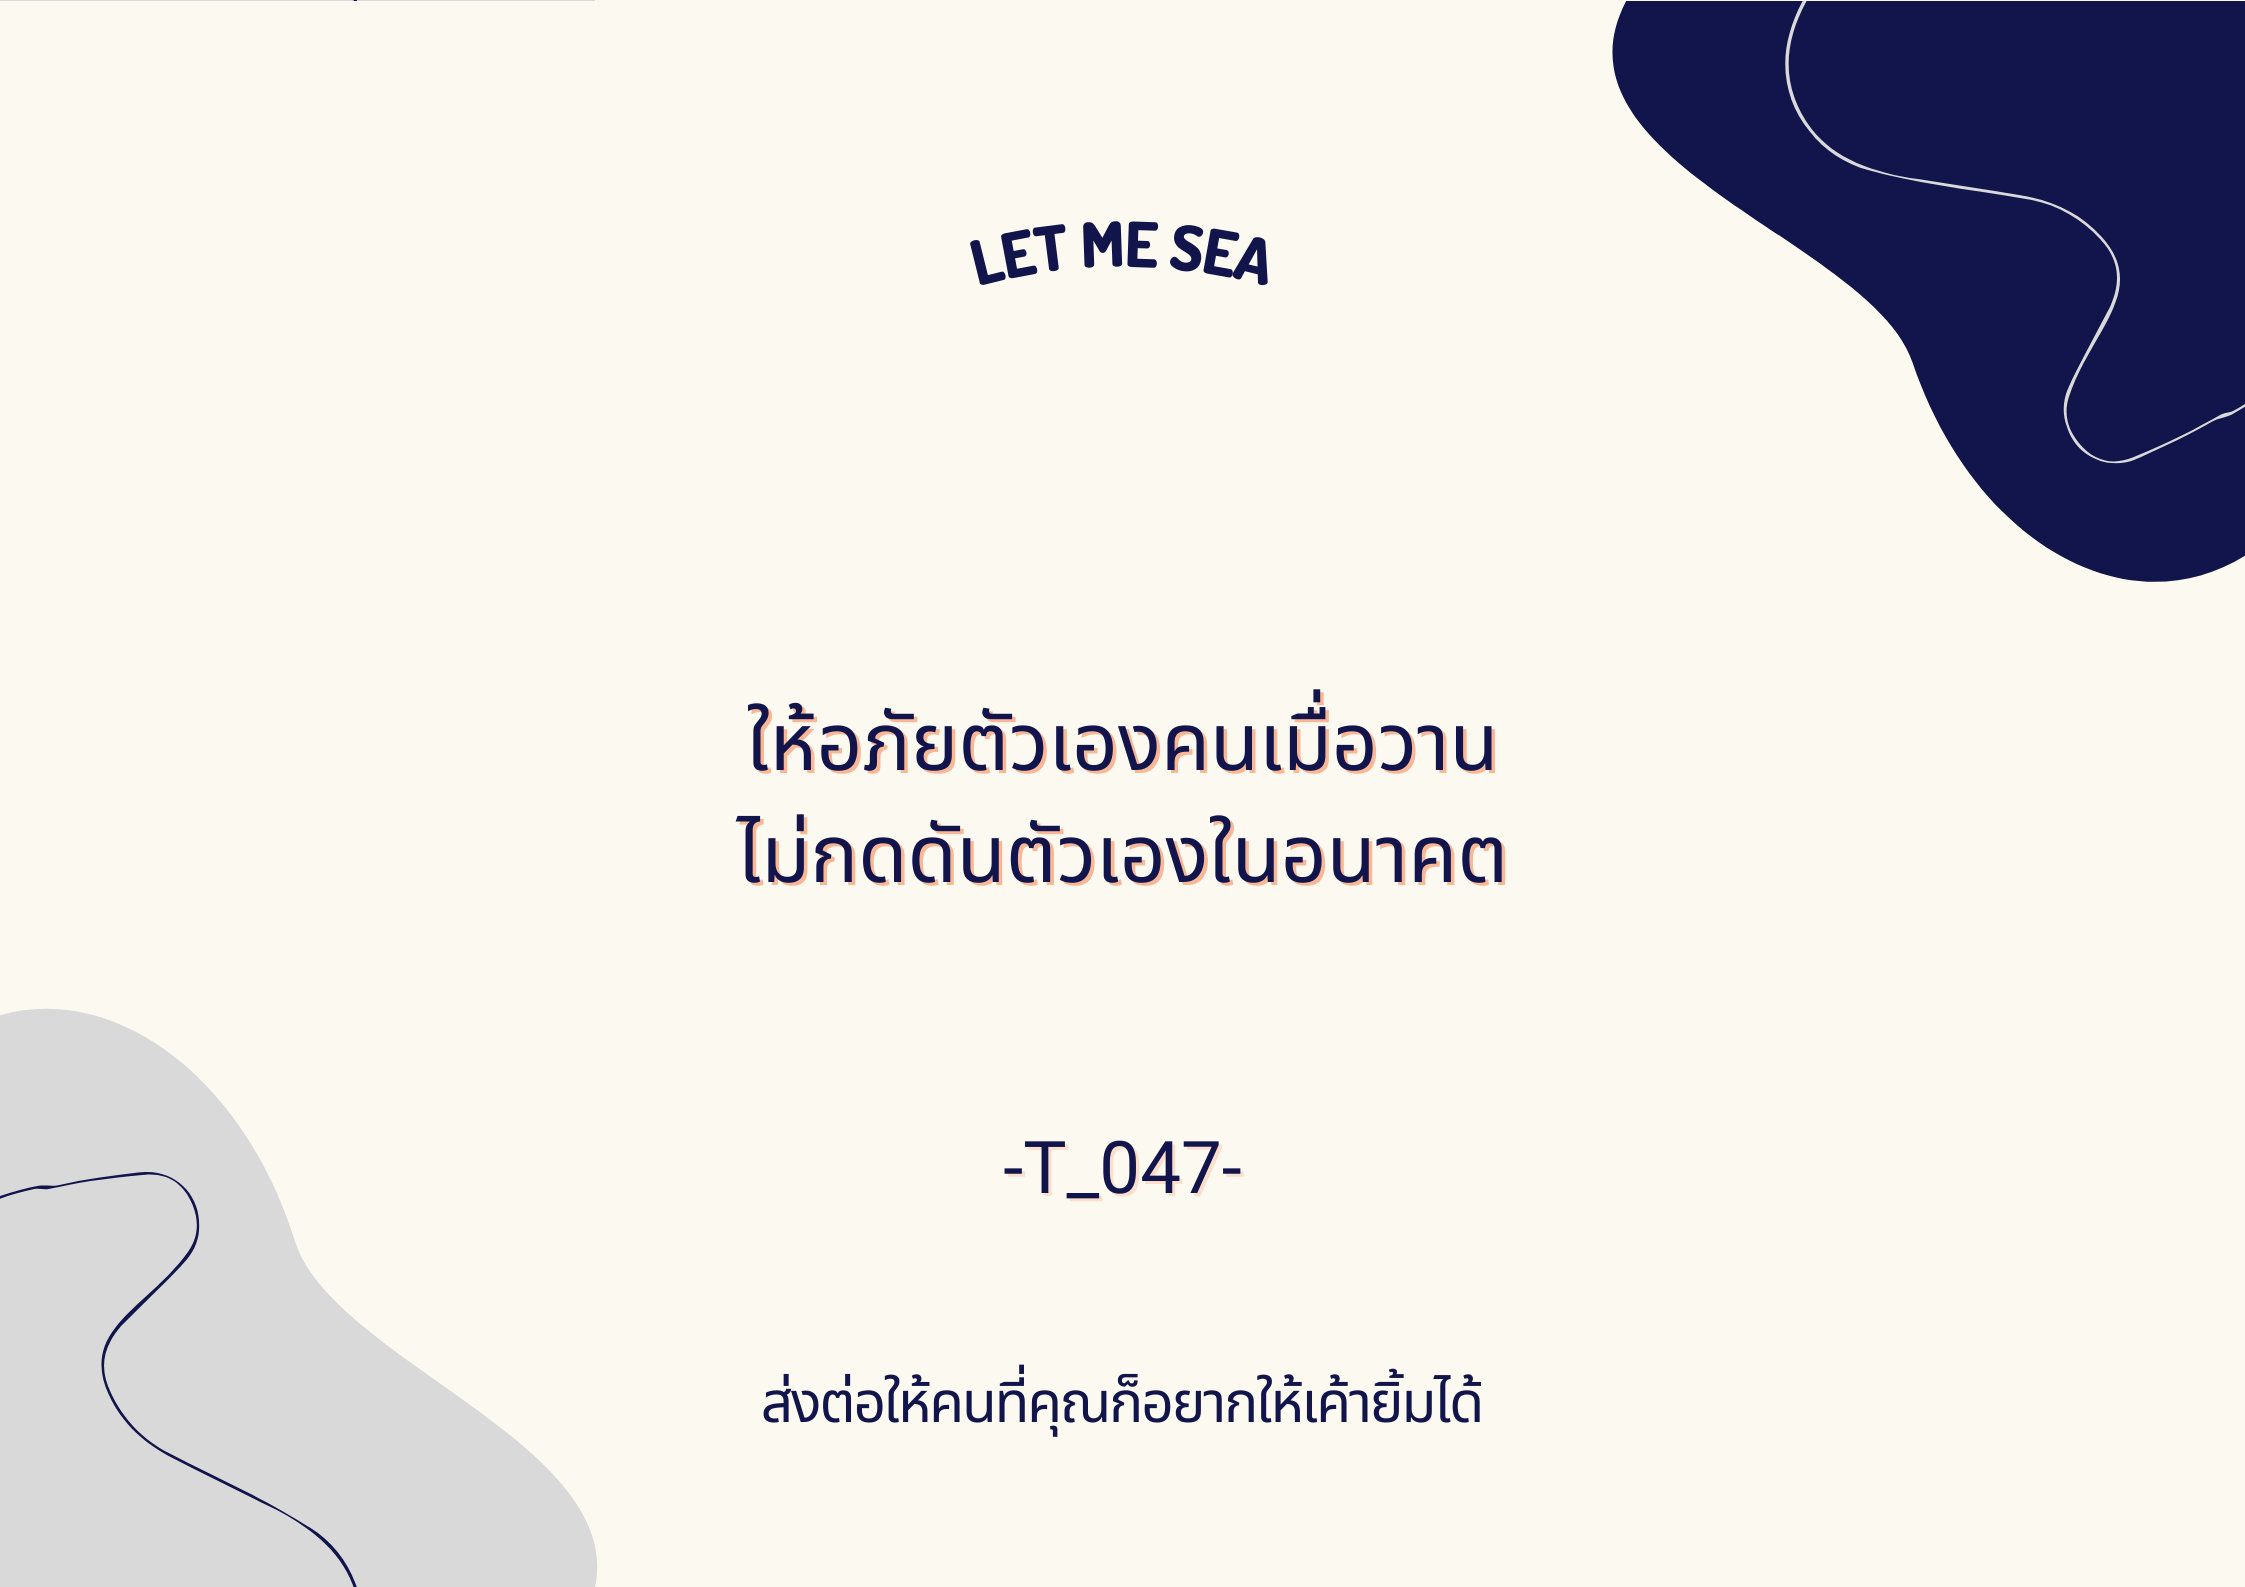 LET ME SEA
ให้อภัยตัวเองคนเมื่อวาน
ไม่กดดันตัวเองในอนาคต
-T_047-
ส่งต่อให้คนที่คุณก็อยากให้เค้ายิ้มได้